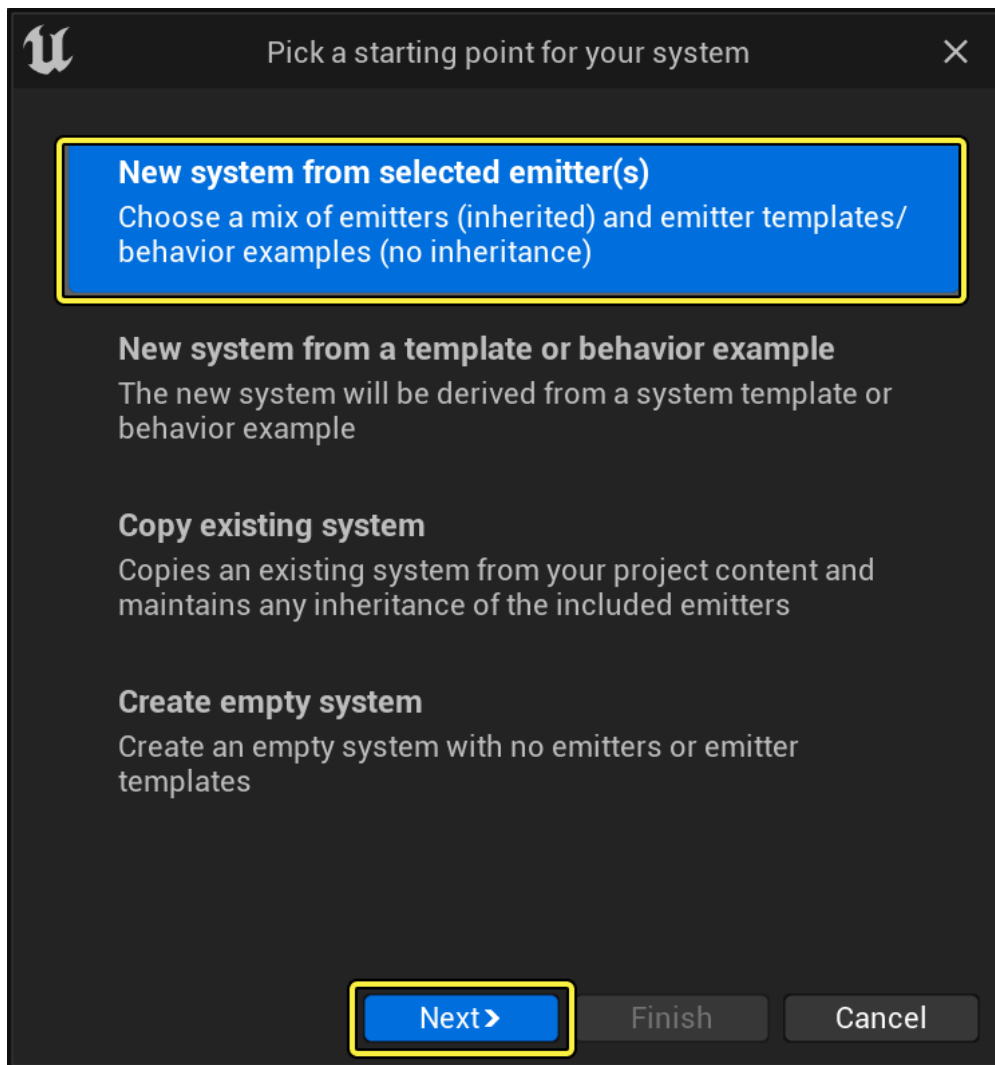 Pick a starting point for your system
New system from selected emitter(s)
Choose a mix of emitters (inherited) and emitter templates/
behavior examples (no inheritance)
New system from a template or behavior example
The new system will be derived from a system template or
behavior example
Copy existing system
Copies an existing system from your project content and
maintains any inheritance of the included emitters
Create empty system
Create an empty system with no emitters or emitter
templates
Next
Finish
Cancel